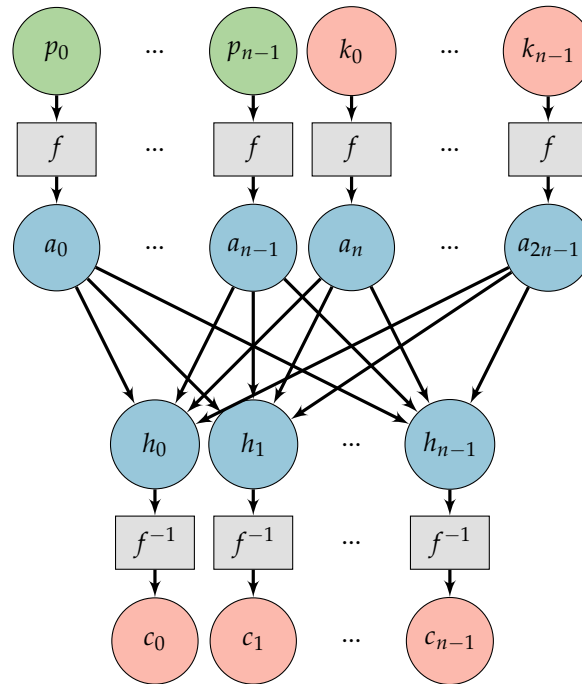 p₀ ... pₙ₋₁ k₀ ... kₙ₋₁
f ... f f ... f
a₀ ... aₙ₋₁ aₙ ... a₂ₙ₋₁
h₀ h₁ ... hₙ₋₁
f⁻¹ f⁻¹ ... f⁻¹
c₀ c₁ ... cₙ₋₁